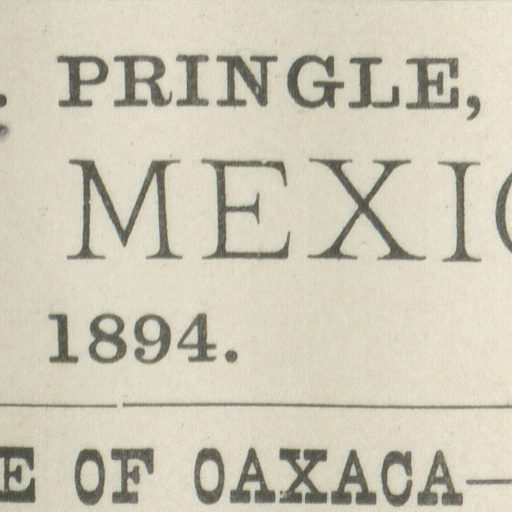 . PRINGLE,
MEXIC
1894.
E OF OAXACA—